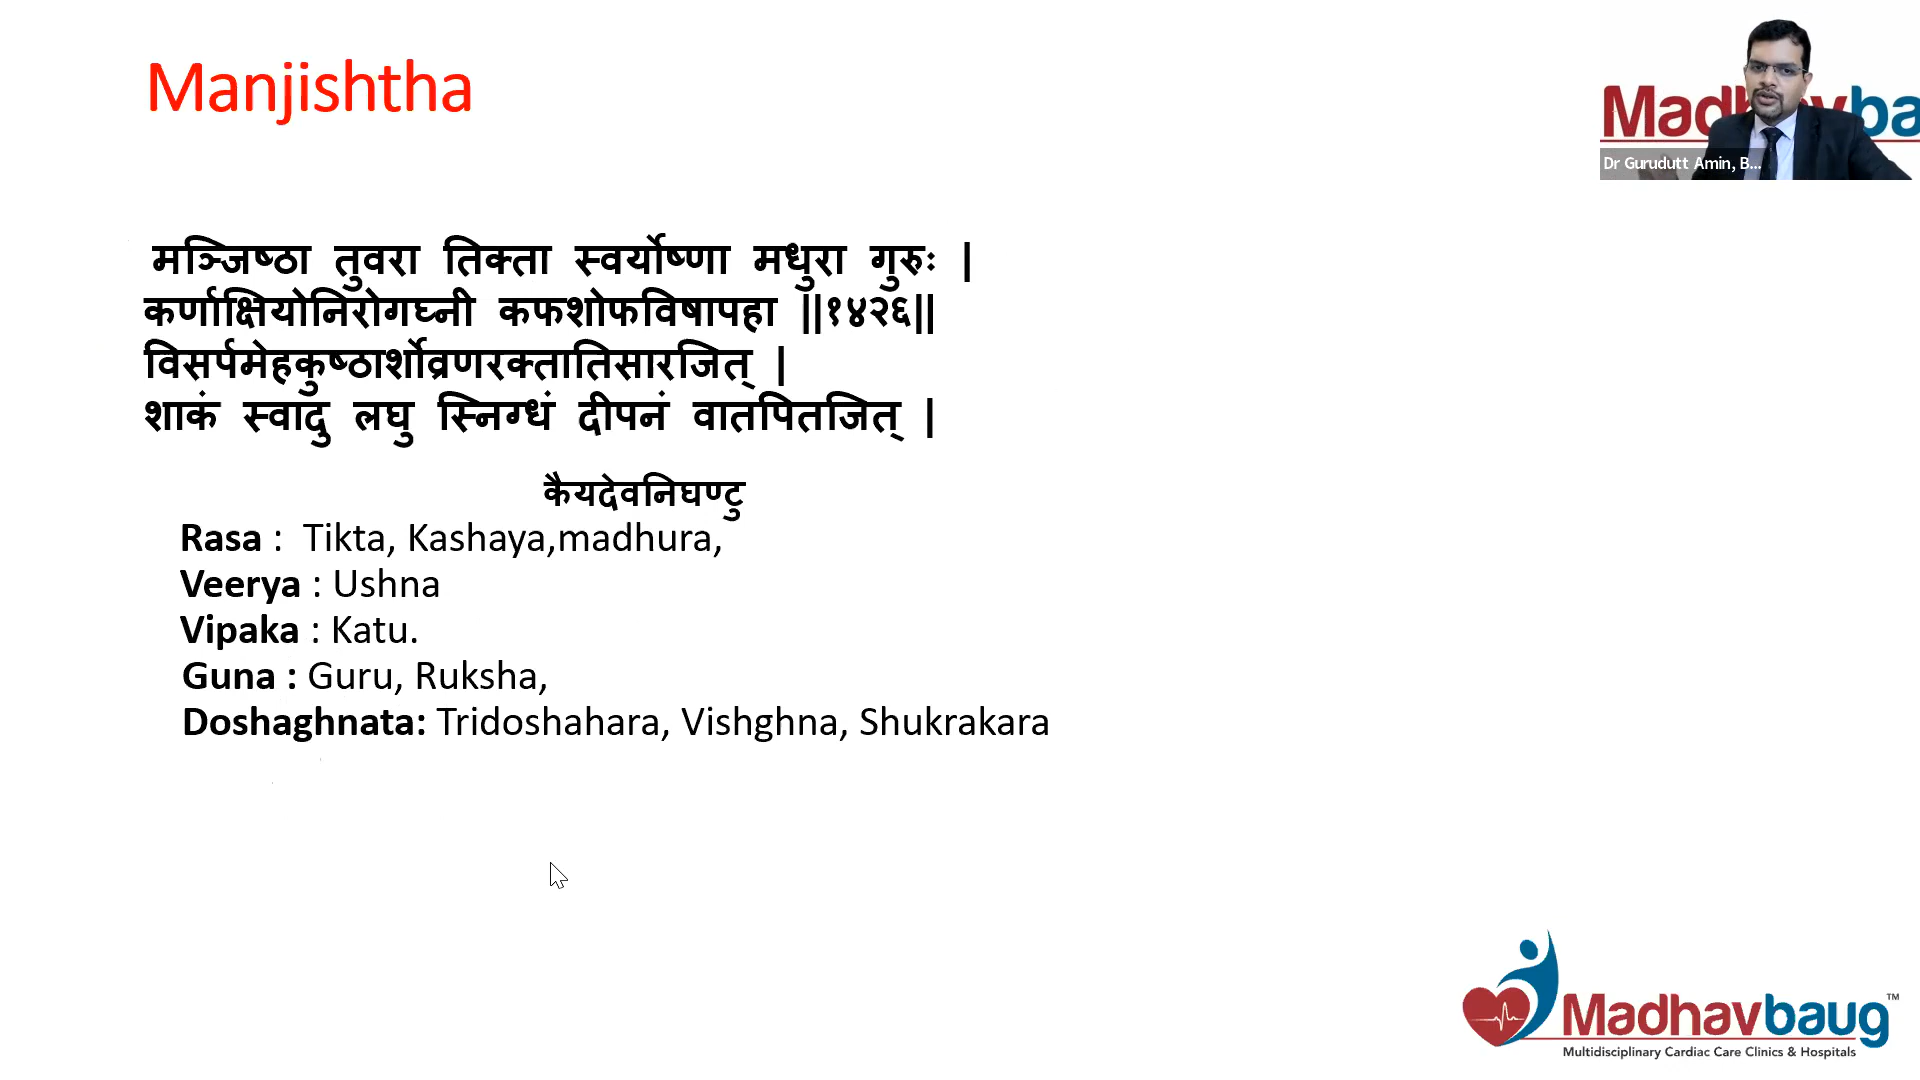 Manjishtha
मञ्जिष्ठा तुवरा तिक्ता स्वर्योष्णा मधुरा गुरुः |
कर्णाक्षियोनिरोगघ्नी कफशोफविषापहा ||१४२६||
विसर्पमेहकुष्ठार्शोव्रणरक्तातिसारजित् |
शाकं स्वादु लघु स्निग्धं दीपनं वातपितजित् |
कैयदेवनिघण्टु
Rasa : Tikta, Kashaya,madhura,
Veerya : Ushna
Vipaka : Katu.
Guna : Guru, Ruksha,
Doshaghnata: Tridoshahara, Vishghna, Shukrakara
Dr Gurudutt Amin, B...
Madhavbaug™
Multidisciplinary Cardiac Care Clinics & Hospitals